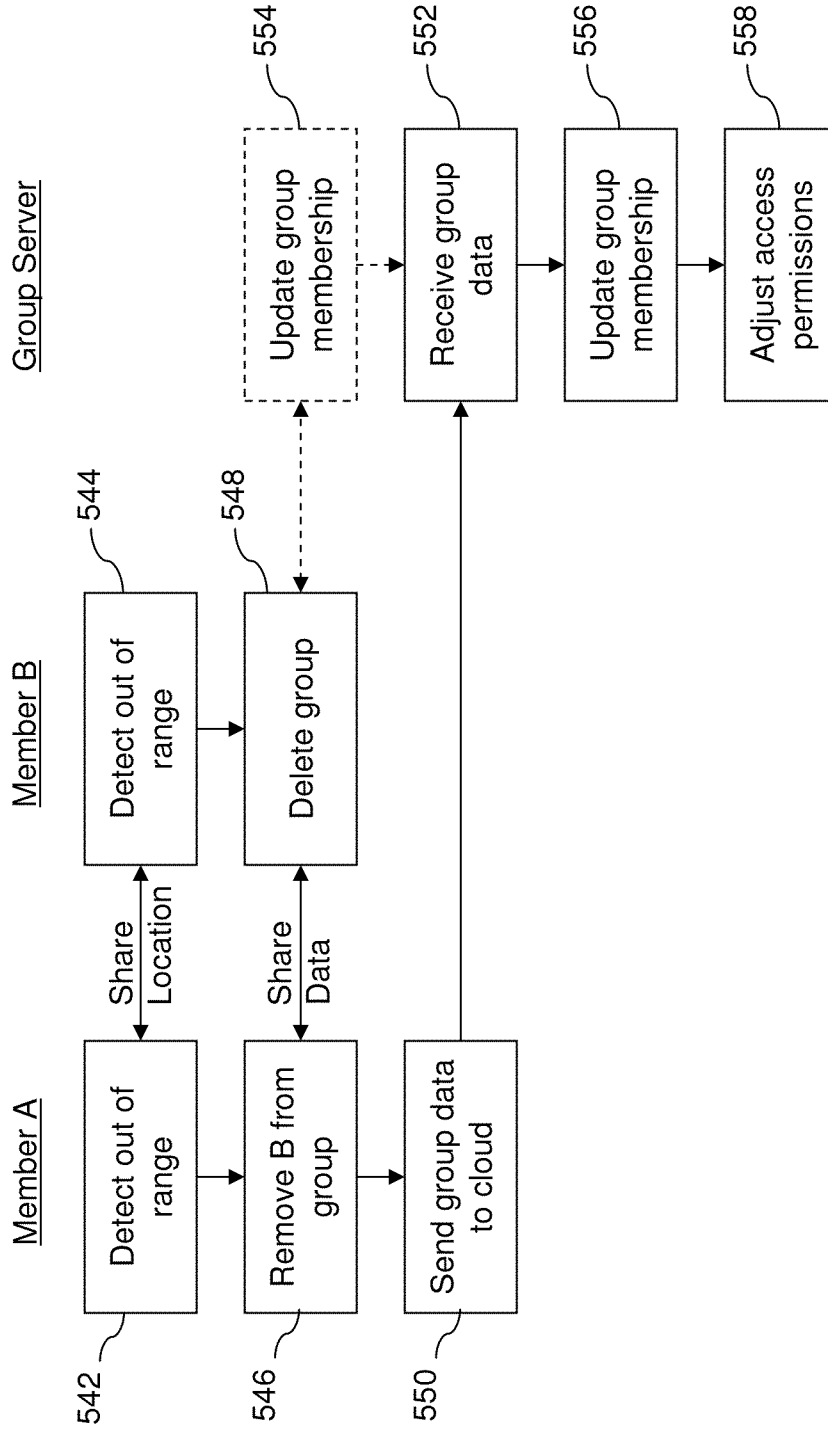 Member A
Member B
Group Server
542
Detect out of
range
Share
Location
Detect out of
range
544
546
Remove B from
group
Share
Data
Delete group
548
Update group
membership
554
550
Send group data
to cloud
Receive group
data
552
Update group
membership
556
Adjust access
permissions
558